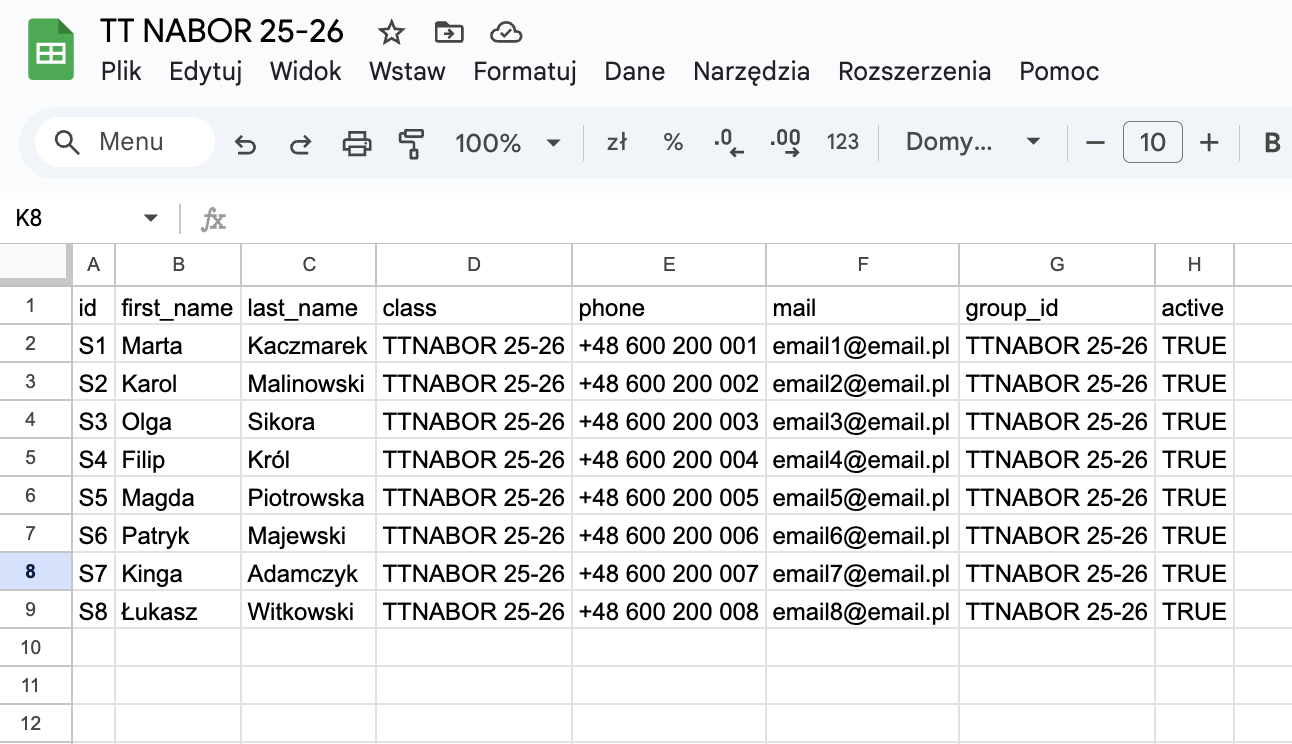 TT NABOR 25-26
Plik Edytuj Widok Wstaw Formatuj Dane Narzędzia Rozszerzenia Pomoc
Menu 100% zł % .0 .00 123 Domy... 10 B
K8 fx
A B C D E F G H
1 id first_name last_name class phone mail group_id active
2 S1 Marta Kaczmarek TTNABOR 25-26 +48 600 200 001 email1@email.pl TTNABOR 25-26 TRUE
3 S2 Karol Malinowski TTNABOR 25-26 +48 600 200 002 email2@email.pl TTNABOR 25-26 TRUE
4 S3 Olga Sikora TTNABOR 25-26 +48 600 200 003 email3@email.pl TTNABOR 25-26 TRUE
5 S4 Filip Król TTNABOR 25-26 +48 600 200 004 email4@email.pl TTNABOR 25-26 TRUE
6 S5 Magda Piotrowska TTNABOR 25-26 +48 600 200 005 email5@email.pl TTNABOR 25-26 TRUE
7 S6 Patryk Majewski TTNABOR 25-26 +48 600 200 006 email6@email.pl TTNABOR 25-26 TRUE
8 S7 Kinga Adamczyk TTNABOR 25-26 +48 600 200 007 email7@email.pl TTNABOR 25-26 TRUE
9 S8 Łukasz Witkowski TTNABOR 25-26 +48 600 200 008 email8@email.pl TTNABOR 25-26 TRUE
10
11
12